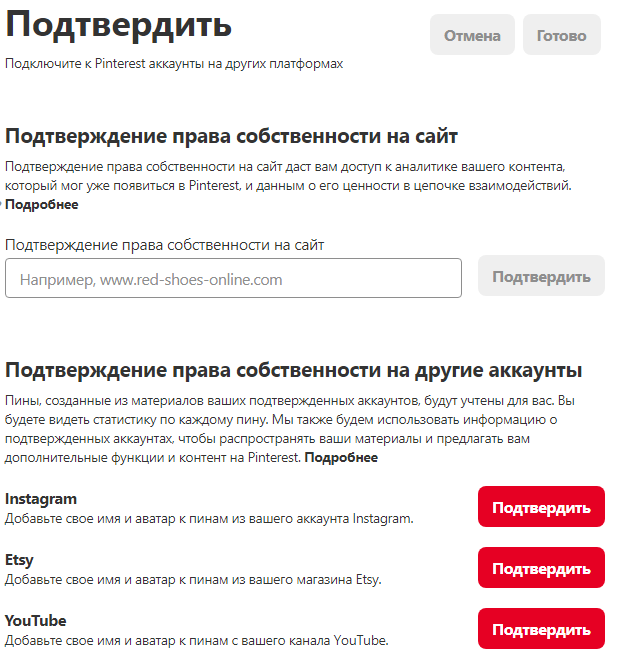 Подтвердить
Отмена
Готово
Подключите к Pinterest аккаунты на других платформах
Подтверждение права собственности на сайт
Подтверждение права собственности на сайт даст вам доступ к аналитике вашего контента,
который мог уже появиться в Pinterest, и данным о его ценности в цепочке взаимодействий.
Подробнее
Подтверждение права собственности на сайт
Например, www.red-shoes-online.com
Подтвердить
Подтверждение права собственности на другие аккаунты
Пины, созданные из материалов ваших подтвержденных аккаунтов, будут учтены для вас. Вы
будете видеть статистику по каждому пину. Мы также будем использовать информацию о
подтвержденных аккаунтах, чтобы распространять ваши материалы и предлагать вам
дополнительные функции и контент на Pinterest. Подробнее
Instagram
Добавьте свое имя и аватар к пинам из вашего аккаунта Instagram.
Подтвердить
Etsy
Добавьте свое имя и аватар к пинам из вашего магазина Etsy.
Подтвердить
YouTube
Добавьте свое имя и аватар к пинам с вашего канала YouTube.
Подтвердить